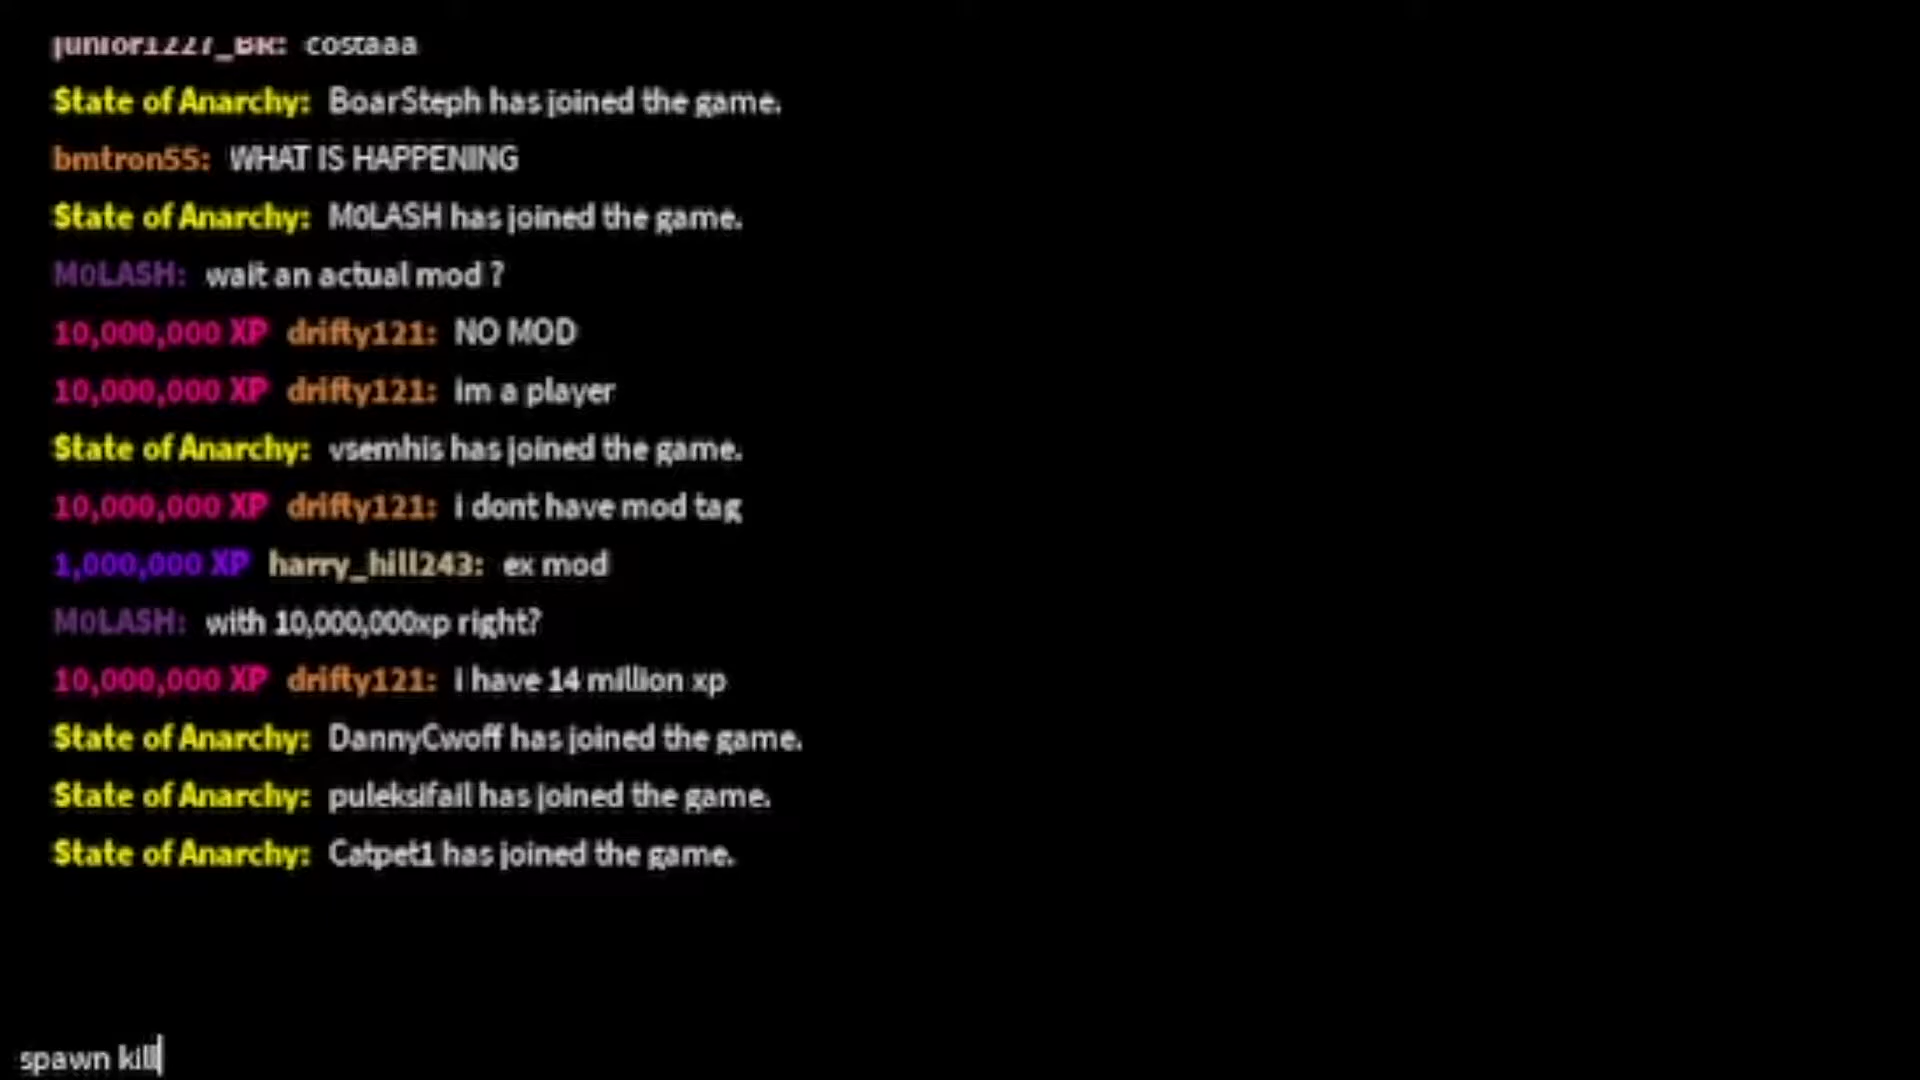 junior1227_BR: costaaa
State of Anarchy: BoarSteph has joined the game.
bmtron55: WHAT IS HAPPENING
State of Anarchy: M0LASH has joined the game.
M0LASH: wait an actual mod ?
10,000,000 XP drifty121: NO MOD
10,000,000 XP drifty121: im a player
State of Anarchy: vsemhis has joined the game.
10,000,000 XP drifty121: i dont have mod tag
1,000,000 XP harry_hill243: ex mod
M0LASH: with 10,000,000xp right?
10,000,000 XP drifty121: i have 14 million xp
State of Anarchy: DannyCwoff has joined the game.
State of Anarchy: puleksifail has joined the game.
State of Anarchy: Catpet1 has joined the game.
spawn kill